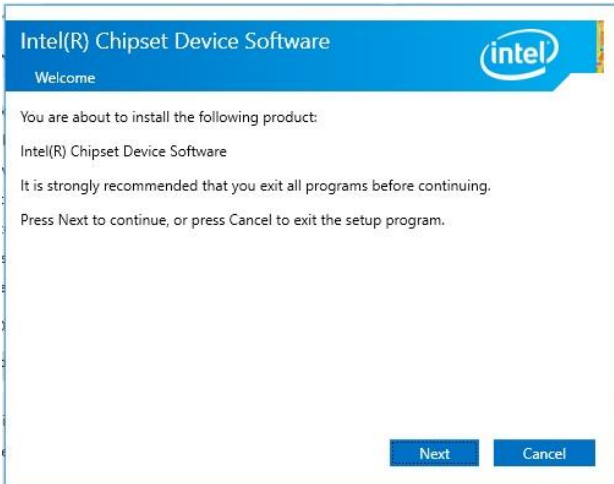 Intel(R) Chipset Device Software
intel
Welcome
You are about to install the following product:
Intel(R) Chipset Device Software
It is strongly recommended that you exit all programs before continuing.
Press Next to continue, or press Cancel to exit the setup program.
Next
Cancel